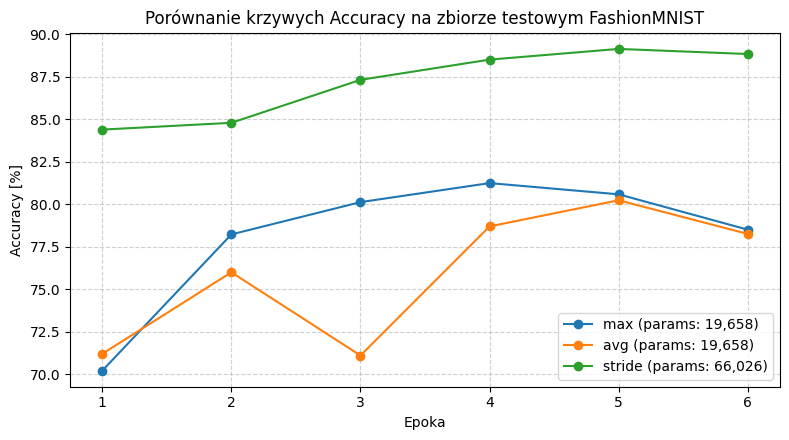 Porównanie krzywych Accuracy na zbiorze testowym FashionMNIST
Accuracy [%]
90.0
87.5
85.0
82.5
80.0
77.5
75.0
72.5
70.0
1 2 3 4 5 6
Epoka
max (params: 19,658)
avg (params: 19,658)
stride (params: 66,026)